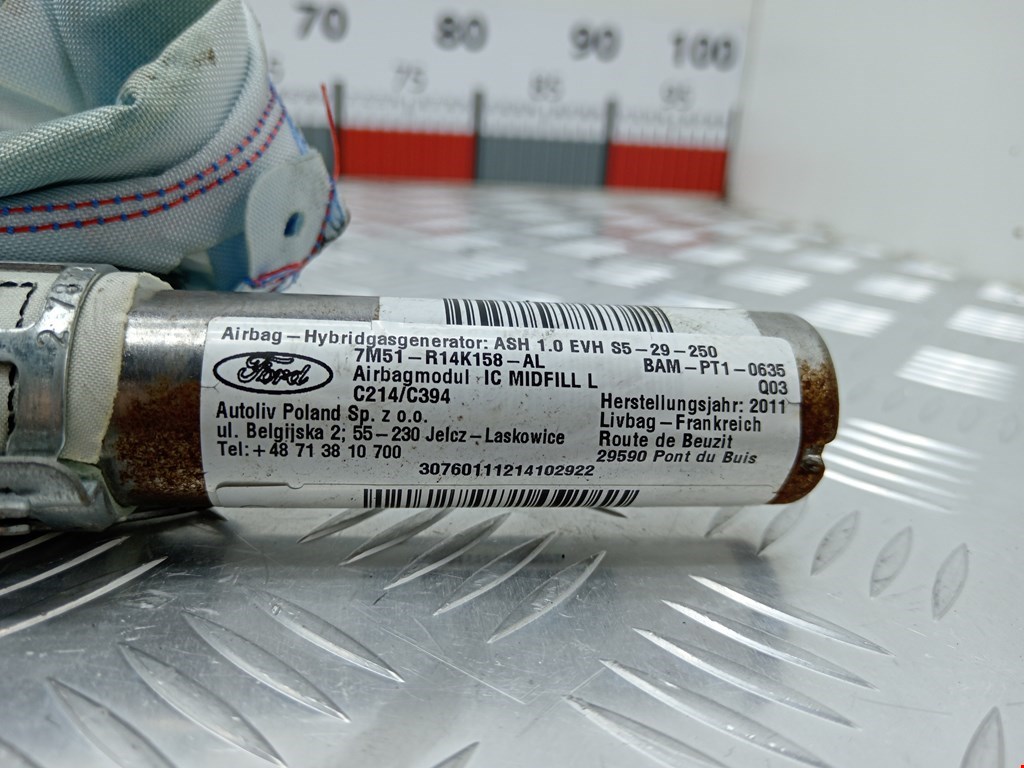 70 80 90 100
75 85 95
278
Airbag – Hybridgasgenerator: ASH 1.0 EVH S5 – 29 – 250
Ford
7M51 – R14K158 – AL
BAM – PT1 – 0635
Airbagmodul IC MIDFILL L
Q03
C214/C394
Herstellungsjahr: 2011
Autoliv Poland Sp. z o.o.
Livbag – Frankreich
ul. Belgijska 2; 55 – 230 Jelcz – Laskowice
Route de Beuzit
Tel: + 48 71 38 10 700
29590 Pont du Buis
30760111214102922